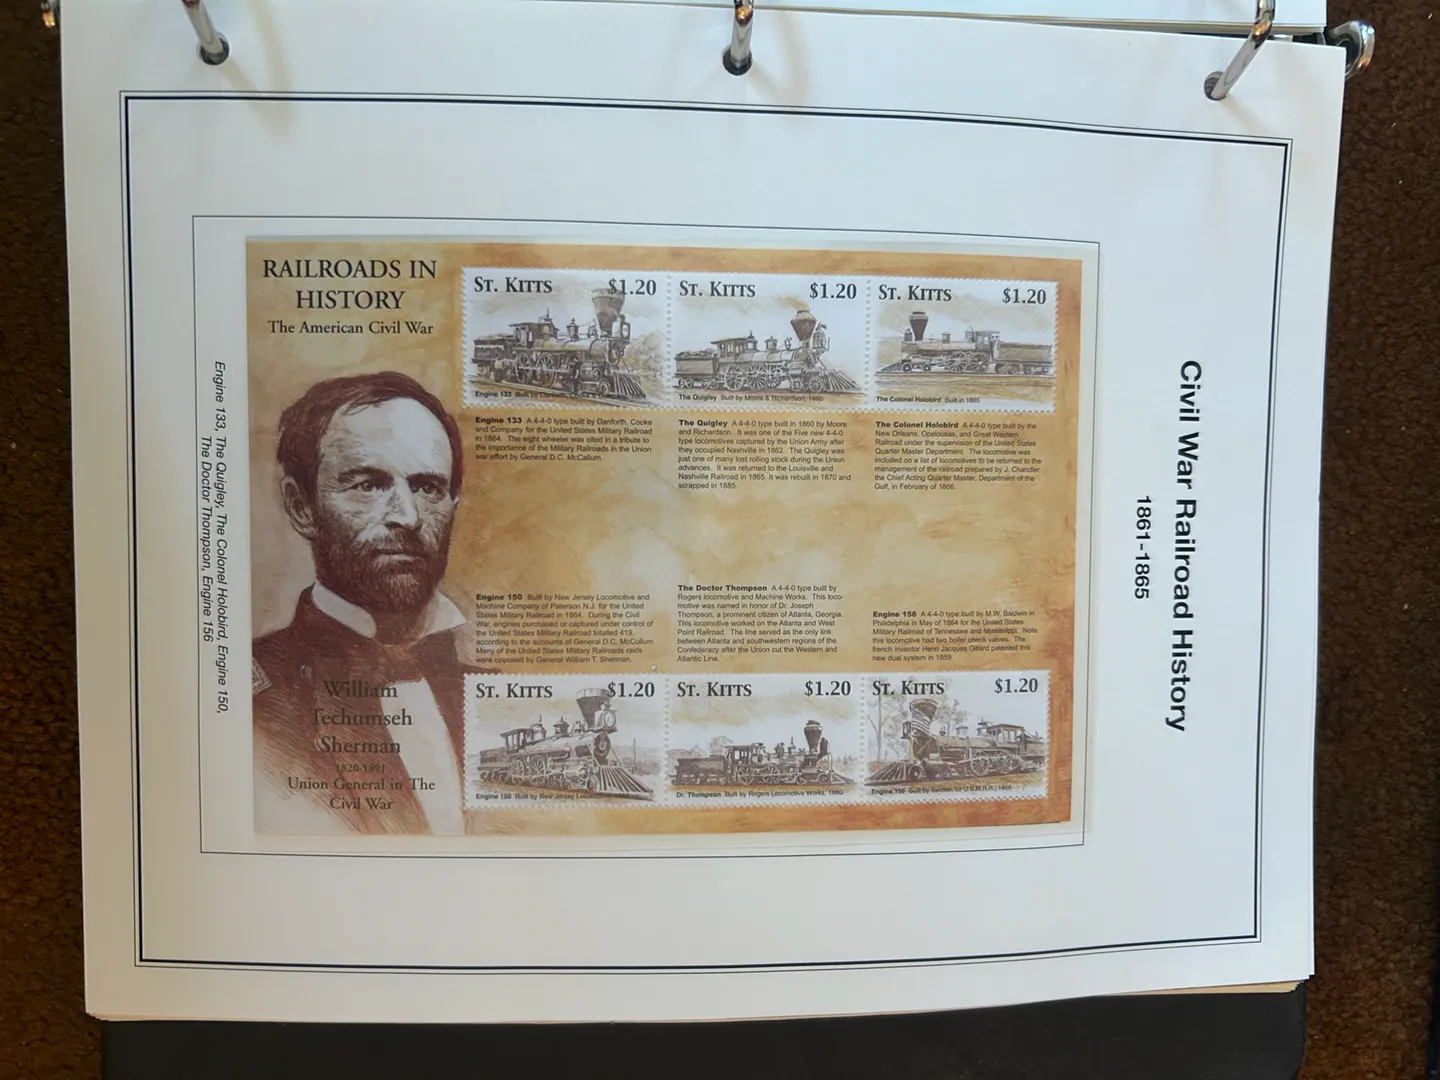 RAILROADS IN
HISTORY
The American Civil War
ST. KITTS $1.20
Engine 133 Built by Danforth, Cooke &
ST. KITTS $1.20
The Quigley Built by Moore & Richardson, 1860
ST. KITTS $1.20
The Colonel Holobird Built in 1865
Engine 133 A 4-4-0 type built by Danforth, Cooke
and Company for the United States Military Railroad
in 1864. The eight wheeler was cited in a tribute to
the importance of the Military Railroads in the Union
war effort by General D.C. McCallum.
The Quigley A 4-4-0 type built in 1860 by Moore
and Richardson. It was one of the Five new 4-4-0
type locomotives captured by the Union Army after
they occupied Nashville in 1862. The Quigley was
just one of many lost rolling stock during the Union
advances. It was returned to the Louisville and
Nashville Railroad in 1865. it was rebuilt in 1870 and
scrapped in 1885.
The Colonel Holobird A 4-4-0 type built by the
New Orleans, Opelousas, and Great Western
Railroad under the supervision of the United States
Quarter Master Department. The locomotive was
included on a list of locomotives to be returned to the
management of the railroad prepared by J. Chandler,
the Chief Acting Quarter Master, Department of the
Gulf, in February of 1866.
Engine 150 Built by New Jersey Locomotive and
Machine Company of Paterson N.J. for the United
States Military Railroad in 1864. During the Civil
War, engines purchased or captured under control of
the United States Military Railroad totalled 419,
according to the accounts of General D.C. McCullum.
Many of the United States Military Railroads raids
were opposed by General William T. Sherman.
The Doctor Thompson A 4-4-0 type built by
Rogers locomotive and Machine Works. This loco-
motive was named in honor of Dr. Joseph
Thompson, a prominent citizen of Atlanta, Georgia.
This locomotive worked on the Atlanta and West
Point Railroad. The line served as the only link
between Atlanta and southwestern regions of the
Confederacy after the Union cut the Western and
Atlantic Line.
Engine 156 A 4-4-0 type built by M.W. Baldwin in
Philadelphia in May of 1864 for the United States
Military Railroad of Tennessee and Mississippi. Note
this locomotive had two boiler check valves. The
french inventor Henri Jacques Giffard patented this
new dual system in 1859.
William
Techumseh
Sherman
1820-1891
Union General in The
Civil War
ST. KITTS $1.20
Engine 150 Built by New Jersey Locomotive, 1864
ST. KITTS $1.20
Dr. Thompson Built by Rogers Locomotive Works, 1860
ST. KITTS $1.20
Engine 156 Built by Baldwin for U.S.M.R.R.,
Civil War Railroad History
1861-1865
Engine 133, The Quigley, The Colonel Holobird, Engine 150,
The Doctor Thompson, Engine 156